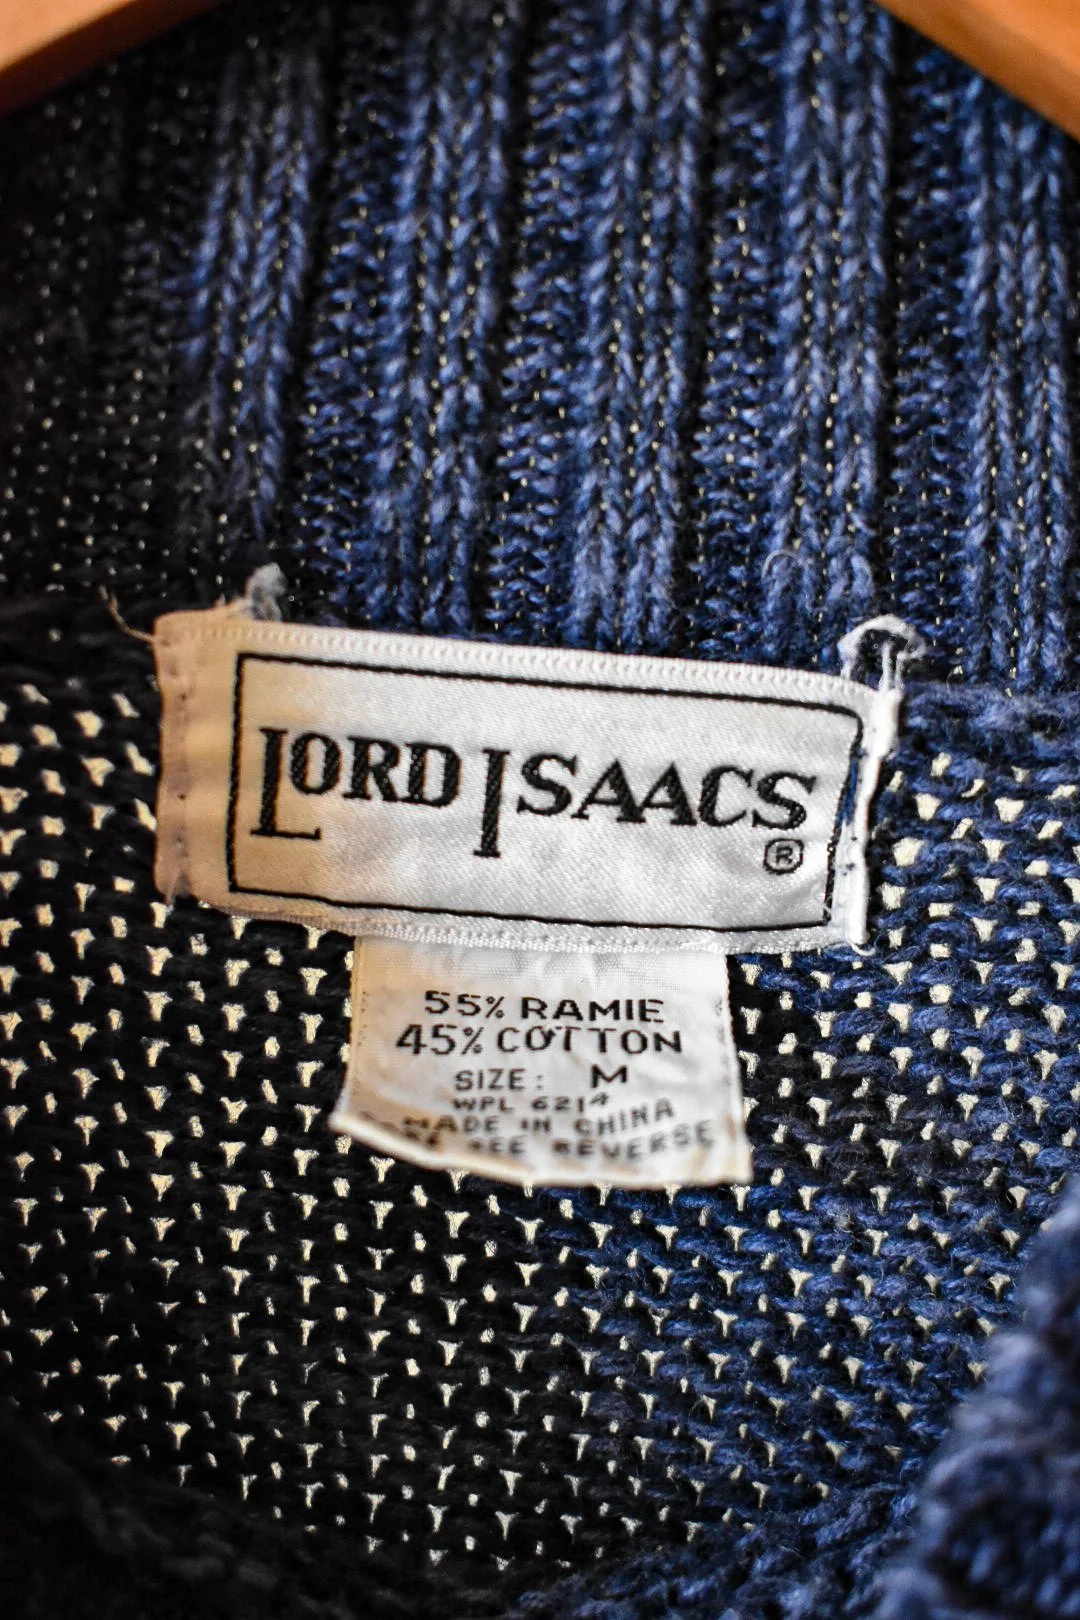 LORD ISAACS
®
55% RAMIE
45% COTTON
SIZE: M
WPL 6214
MADE IN CHINA
SEE REVERSE